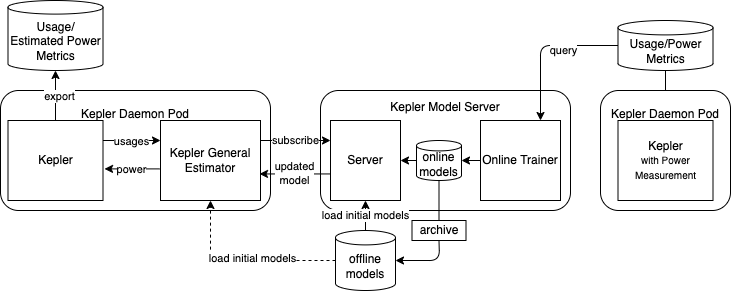 Usage/
Estimated Power
Metrics
Usage/Power
Metrics
query
export
Kepler Daemon Pod
Kepler Model Server
Kepler Daemon Pod
Kepler
usages
power
Kepler General
Estimator
subscribe
updated
model
Server
online
models
Online Trainer
Kepler
with Power
Measurement
load initial models
archive
load initial models
offline
models